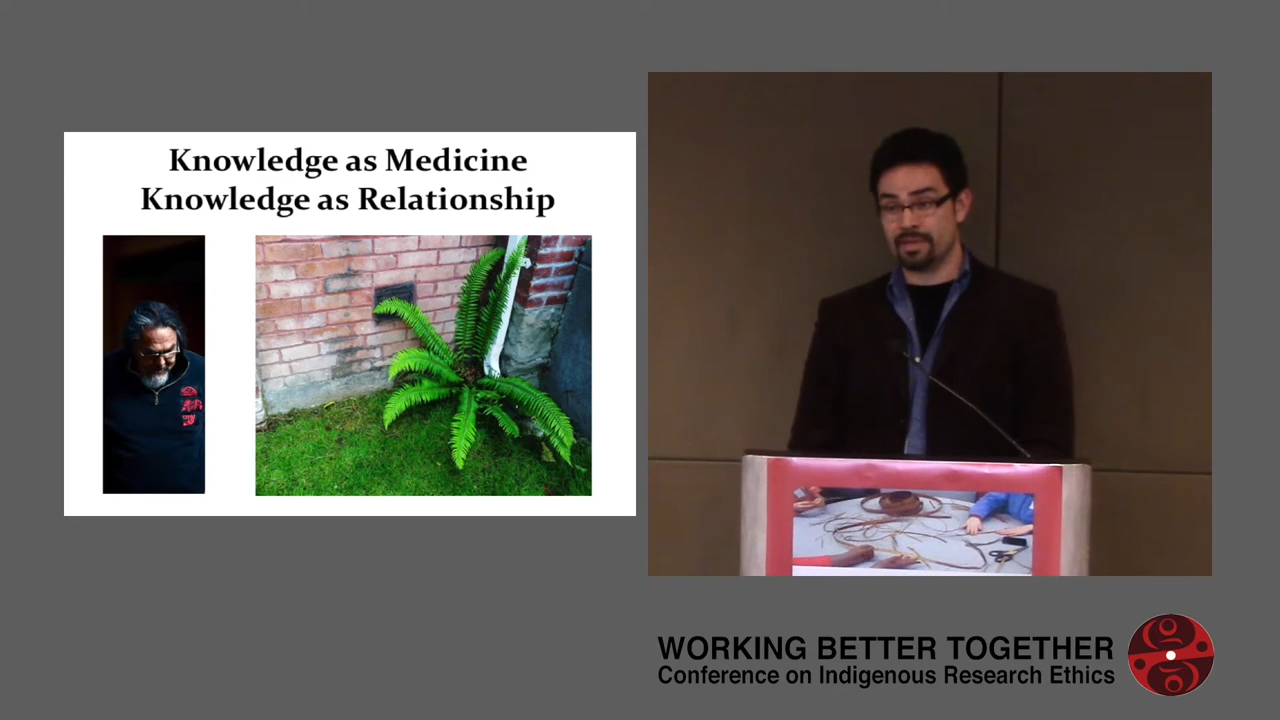 Knowledge as Medicine
Knowledge as Relationship
WORKING BETTER TOGETHER
Conference on Indigenous Research Ethics